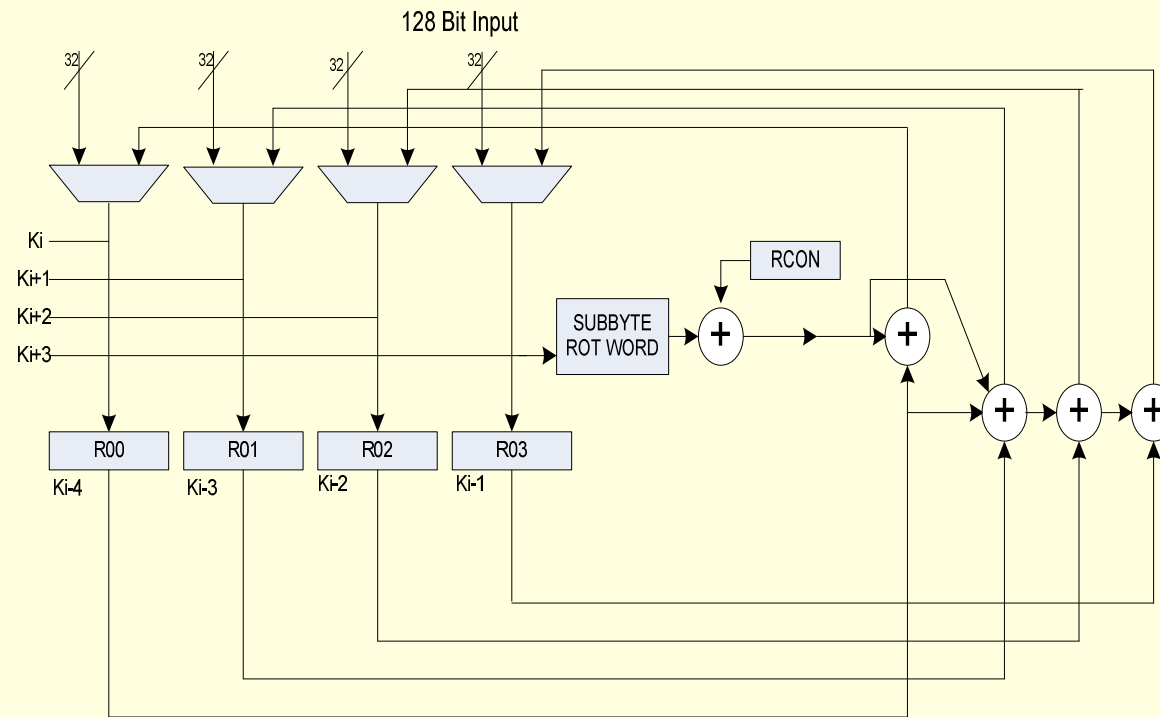 128 Bit Input
32
32
32
32
Ki
Ki+1
Ki+2
Ki+3
RCON
SUBBYTE
ROT WORD
+
+
+
+
+
R00
R01
R02
R03
Ki-4
Ki-3
Ki-2
Ki-1